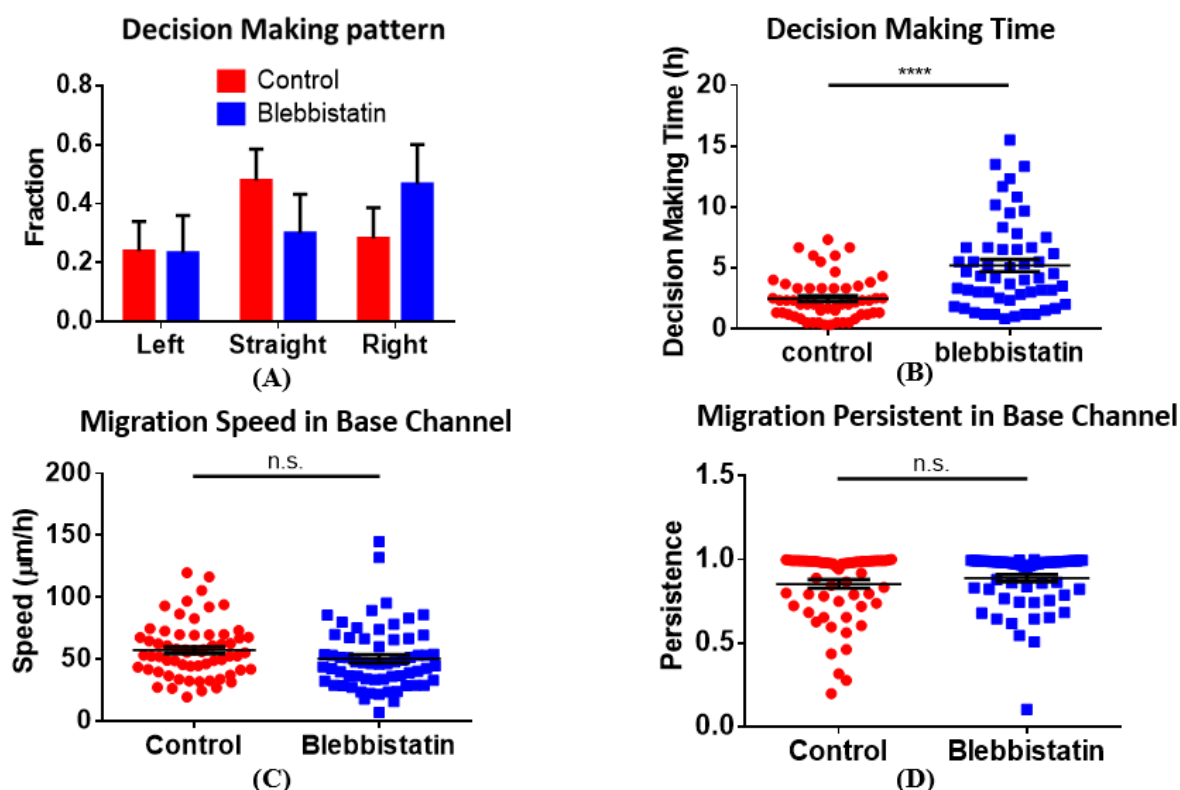 Decision Making pattern
Control
Blebbistatin
Fraction
0.8
0.6
0.4
0.2
0.0
Left Straight Right
(A)
Decision Making Time
Decision Making Time (h)
****
20
15
10
5
0
control blebbistatin
(B)
Migration Speed in Base Channel
n.s.
Speed (μm/h)
200
150
100
50
0
Control Blebbistatin
(C)
Migration Persistent in Base Channel
n.s.
Persistence
1.5
1.0
0.5
0.0
Control Blebbistatin
(D)